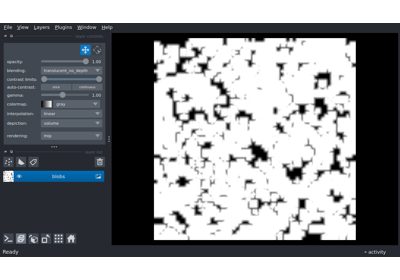 File View Layers Plugins Window Help
opacity: 1.00
blending: translucent_no_depth
contrast limits:
auto-contrast: once continuous
gamma: 1.00
colormap: gray
interpolation: linear
depiction: volume
rendering: mip
blobs
Ready
activity